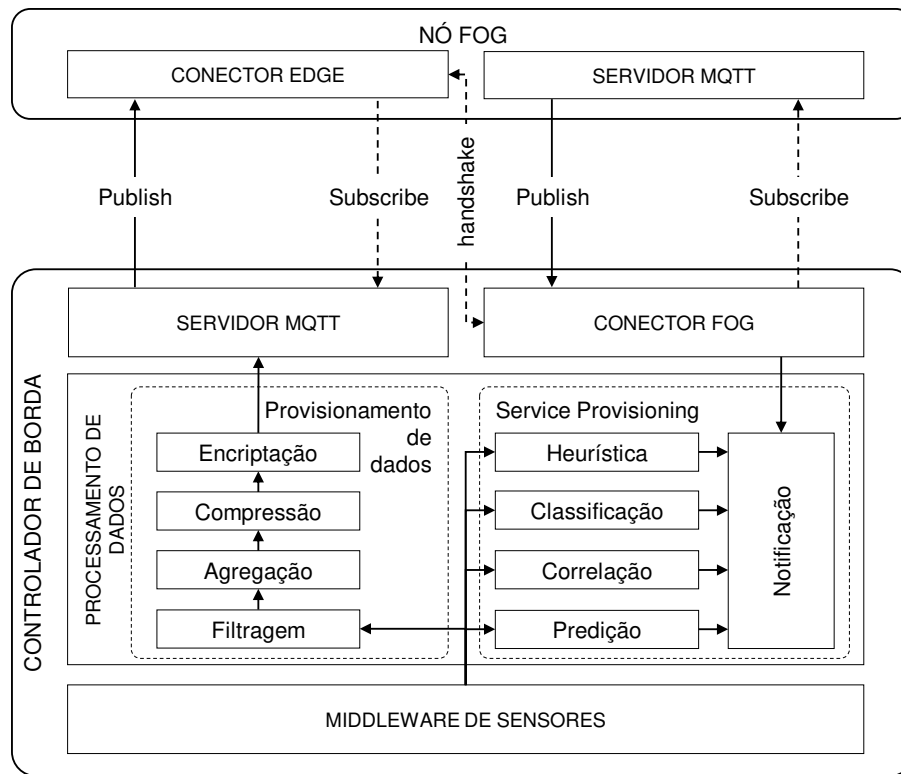 NÓ FOG
CONECTOR EDGE
SERVIDOR MQTT
Publish
Subscribe
handshake
Publish
Subscribe
CONTROLADOR DE BORDA
SERVIDOR MQTT
CONECTOR FOG
PROCESSAMENTO DE
DADOS
Provisionamento
de
dados
Encriptação
Compressão
Agregação
Filtragem
Service Provisioning
Heurística
Classificação
Correlação
Predição
Notificação
MIDDLEWARE DE SENSORES